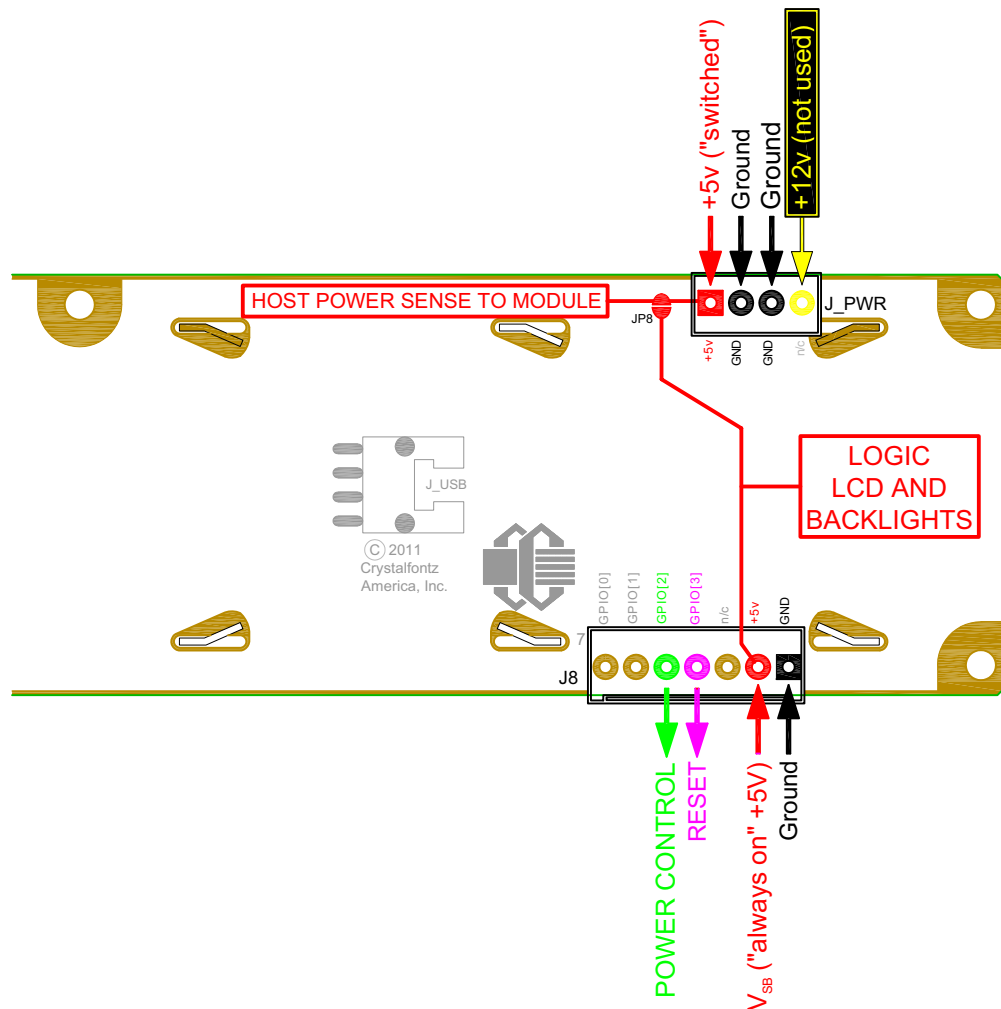 +5v ("switched")
Ground
Ground
+12v (not used)
HOST POWER SENSE TO MODULE
JP8
J_PWR
+5v
GND
GND
n/c
LOGIC
LCD AND
BACKLIGHTS
J_USB
© 2011
Crystalfontz
America, Inc.
GPIO[0]
GPIO[1]
GPIO[2]
GPIO[3]
n/c
+5v
GND
7
J8
POWER CONTROL
RESET
VSB ("always on" +5V)
Ground